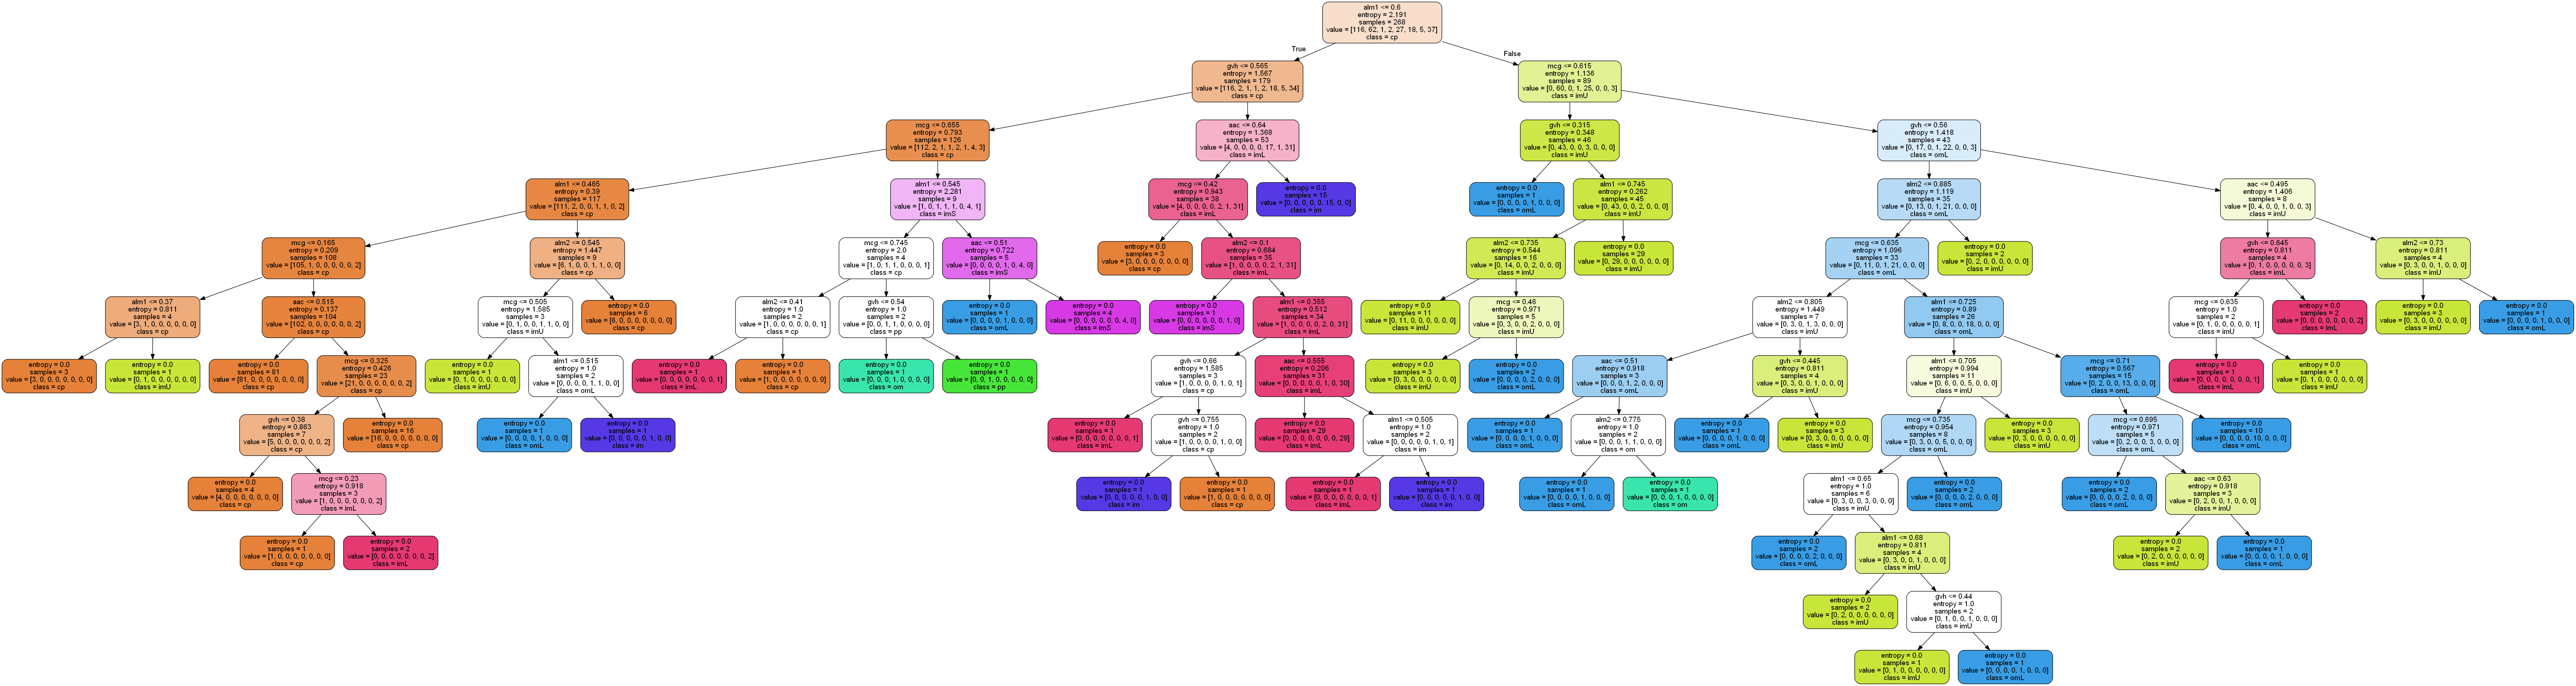 alm1 <= 0.6
entropy = 2.191
samples = 268
value = [116, 62, 1, 2, 27, 18, 5, 37]
class = cp
True
False
gvh <= 0.565
entropy = 1.567
samples = 179
value = [116, 2, 1, 1, 2, 18, 5, 34]
class = cp
mcg <= 0.615
entropy = 1.136
samples = 89
value = [0, 60, 0, 1, 25, 0, 0, 3]
class = imU
mcg <= 0.655
entropy = 0.793
samples = 126
value = [112, 2, 1, 1, 2, 1, 4, 3]
class = cp
aac <= 0.64
entropy = 1.368
samples = 53
value = [4, 0, 0, 0, 0, 17, 1, 31]
class = imL
gvh <= 0.315
entropy = 0.348
samples = 46
value = [0, 43, 0, 0, 3, 0, 0, 0]
class = imU
gvh <= 0.56
entropy = 1.418
samples = 43
value = [0, 17, 0, 1, 22, 0, 0, 3]
class = omL
alm1 <= 0.465
entropy = 0.39
samples = 117
value = [111, 2, 0, 0, 1, 1, 0, 2]
class = cp
alm1 <= 0.545
entropy = 2.281
samples = 9
value = [1, 0, 1, 1, 1, 0, 4, 1]
class = imS
mcg <= 0.42
entropy = 0.943
samples = 38
value = [4, 0, 0, 0, 0, 2, 1, 31]
class = imL
entropy = 0.0
samples = 15
value = [0, 0, 0, 0, 0, 15, 0, 0]
class = im
entropy = 0.0
samples = 1
value = [0, 0, 0, 0, 1, 0, 0, 0]
class = omL
alm1 <= 0.745
entropy = 0.262
samples = 45
value = [0, 43, 0, 0, 2, 0, 0, 0]
class = imU
alm2 <= 0.885
entropy = 1.119
samples = 35
value = [0, 13, 0, 1, 21, 0, 0, 0]
class = omL
aac <= 0.495
entropy = 1.406
samples = 8
value = [0, 4, 0, 0, 1, 0, 0, 3]
class = imU
mcg <= 0.165
entropy = 0.209
samples = 108
value = [105, 1, 0, 0, 0, 0, 0, 2]
class = cp
alm2 <= 0.545
entropy = 1.447
samples = 9
value = [6, 1, 0, 0, 1, 1, 0, 0]
class = cp
mcg <= 0.745
entropy = 2.0
samples = 4
value = [1, 0, 1, 1, 0, 0, 0, 1]
class = cp
aac <= 0.51
entropy = 0.722
samples = 5
value = [0, 0, 0, 0, 1, 0, 4, 0]
class = imS
entropy = 0.0
samples = 3
value = [3, 0, 0, 0, 0, 0, 0, 0]
class = cp
alm2 <= 0.1
entropy = 0.684
samples = 35
value = [1, 0, 0, 0, 0, 2, 1, 31]
class = imL
alm2 <= 0.735
entropy = 0.544
samples = 16
value = [0, 14, 0, 0, 2, 0, 0, 0]
class = imU
entropy = 0.0
samples = 29
value = [0, 29, 0, 0, 0, 0, 0, 0]
class = imU
mcg <= 0.635
entropy = 1.096
samples = 33
value = [0, 11, 0, 1, 21, 0, 0, 0]
class = omL
entropy = 0.0
samples = 2
value = [0, 2, 0, 0, 0, 0, 0, 0]
class = imU
gvh <= 0.645
entropy = 0.811
samples = 4
value = [0, 1, 0, 0, 0, 0, 0, 3]
class = imL
alm2 <= 0.73
entropy = 0.811
samples = 4
value = [0, 3, 0, 0, 1, 0, 0, 0]
class = imU
alm1 <= 0.37
entropy = 0.811
samples = 4
value = [3, 1, 0, 0, 0, 0, 0, 0]
class = cp
aac <= 0.515
entropy = 0.137
samples = 104
value = [102, 0, 0, 0, 0, 0, 0, 2]
class = cp
mcg <= 0.505
entropy = 1.585
samples = 3
value = [0, 1, 0, 0, 1, 1, 0, 0]
class = imU
entropy = 0.0
samples = 6
value = [6, 0, 0, 0, 0, 0, 0, 0]
class = cp
alm2 <= 0.41
entropy = 1.0
samples = 2
value = [1, 0, 0, 0, 0, 0, 0, 1]
class = cp
gvh <= 0.54
entropy = 1.0
samples = 2
value = [0, 0, 1, 1, 0, 0, 0, 0]
class = pp
entropy = 0.0
samples = 1
value = [0, 0, 0, 0, 1, 0, 0, 0]
class = omL
entropy = 0.0
samples = 4
value = [0, 0, 0, 0, 0, 0, 4, 0]
class = imS
entropy = 0.0
samples = 1
value = [0, 0, 0, 0, 0, 0, 1, 0]
class = imS
alm1 <= 0.355
entropy = 0.512
samples = 34
value = [1, 0, 0, 0, 0, 2, 0, 31]
class = imL
entropy = 0.0
samples = 11
value = [0, 11, 0, 0, 0, 0, 0, 0]
class = imU
mcg <= 0.46
entropy = 0.971
samples = 5
value = [0, 3, 0, 0, 2, 0, 0, 0]
class = imU
alm2 <= 0.805
entropy = 1.449
samples = 7
value = [0, 3, 0, 1, 3, 0, 0, 0]
class = imU
alm1 <= 0.725
entropy = 0.89
samples = 26
value = [0, 8, 0, 0, 18, 0, 0, 0]
class = omL
mcg <= 0.635
entropy = 1.0
samples = 2
value = [0, 1, 0, 0, 0, 0, 0, 1]
class = imU
entropy = 0.0
samples = 2
value = [0, 0, 0, 0, 0, 0, 0, 2]
class = imL
entropy = 0.0
samples = 3
value = [0, 3, 0, 0, 0, 0, 0, 0]
class = imU
entropy = 0.0
samples = 1
value = [0, 0, 0, 0, 1, 0, 0, 0]
class = omL
entropy = 0.0
samples = 3
value = [3, 0, 0, 0, 0, 0, 0, 0]
class = cp
entropy = 0.0
samples = 1
value = [0, 1, 0, 0, 0, 0, 0, 0]
class = imU
entropy = 0.0
samples = 81
value = [81, 0, 0, 0, 0, 0, 0, 0]
class = cp
mcg <= 0.325
entropy = 0.426
samples = 23
value = [21, 0, 0, 0, 0, 0, 0, 2]
class = cp
entropy = 0.0
samples = 1
value = [0, 1, 0, 0, 0, 0, 0, 0]
class = imU
alm1 <= 0.515
entropy = 1.0
samples = 2
value = [0, 0, 0, 0, 1, 1, 0, 0]
class = omL
entropy = 0.0
samples = 1
value = [0, 0, 0, 0, 0, 0, 0, 1]
class = imL
entropy = 0.0
samples = 1
value = [1, 0, 0, 0, 0, 0, 0, 0]
class = cp
entropy = 0.0
samples = 1
value = [0, 0, 0, 1, 0, 0, 0, 0]
class = om
entropy = 0.0
samples = 1
value = [0, 0, 1, 0, 0, 0, 0, 0]
class = pp
gvh <= 0.66
entropy = 1.585
samples = 3
value = [1, 0, 0, 0, 0, 1, 0, 1]
class = cp
aac <= 0.555
entropy = 0.206
samples = 31
value = [0, 0, 0, 0, 0, 1, 0, 30]
class = imL
entropy = 0.0
samples = 3
value = [0, 3, 0, 0, 0, 0, 0, 0]
class = imU
entropy = 0.0
samples = 2
value = [0, 0, 0, 0, 2, 0, 0, 0]
class = omL
aac <= 0.51
entropy = 0.918
samples = 3
value = [0, 0, 0, 1, 2, 0, 0, 0]
class = omL
gvh <= 0.445
entropy = 0.811
samples = 4
value = [0, 3, 0, 0, 1, 0, 0, 0]
class = imU
alm1 <= 0.705
entropy = 0.994
samples = 11
value = [0, 6, 0, 0, 5, 0, 0, 0]
class = imU
mcg <= 0.71
entropy = 0.567
samples = 15
value = [0, 2, 0, 0, 13, 0, 0, 0]
class = omL
entropy = 0.0
samples = 1
value = [0, 0, 0, 0, 0, 0, 0, 1]
class = imL
entropy = 0.0
samples = 1
value = [0, 1, 0, 0, 0, 0, 0, 0]
class = imU
gvh <= 0.38
entropy = 0.863
samples = 7
value = [5, 0, 0, 0, 0, 0, 0, 2]
class = cp
entropy = 0.0
samples = 16
value = [16, 0, 0, 0, 0, 0, 0, 0]
class = cp
entropy = 0.0
samples = 1
value = [0, 0, 0, 0, 1, 0, 0, 0]
class = omL
entropy = 0.0
samples = 1
value = [0, 0, 0, 0, 0, 1, 0, 0]
class = im
entropy = 0.0
samples = 1
value = [0, 0, 0, 0, 0, 0, 0, 1]
class = imL
gvh <= 0.755
entropy = 1.0
samples = 2
value = [1, 0, 0, 0, 0, 1, 0, 0]
class = cp
entropy = 0.0
samples = 29
value = [0, 0, 0, 0, 0, 0, 0, 29]
class = imL
alm1 <= 0.505
entropy = 1.0
samples = 2
value = [0, 0, 0, 0, 0, 1, 0, 1]
class = im
entropy = 0.0
samples = 1
value = [0, 0, 0, 0, 1, 0, 0, 0]
class = omL
alm2 <= 0.775
entropy = 1.0
samples = 2
value = [0, 0, 0, 1, 1, 0, 0, 0]
class = om
entropy = 0.0
samples = 1
value = [0, 0, 0, 0, 1, 0, 0, 0]
class = omL
entropy = 0.0
samples = 3
value = [0, 3, 0, 0, 0, 0, 0, 0]
class = imU
mcg <= 0.735
entropy = 0.954
samples = 8
value = [0, 3, 0, 0, 5, 0, 0, 0]
class = omL
entropy = 0.0
samples = 3
value = [0, 3, 0, 0, 0, 0, 0, 0]
class = imU
mcg <= 0.695
entropy = 0.971
samples = 5
value = [0, 2, 0, 0, 3, 0, 0, 0]
class = omL
entropy = 0.0
samples = 10
value = [0, 0, 0, 0, 10, 0, 0, 0]
class = omL
entropy = 0.0
samples = 4
value = [4, 0, 0, 0, 0, 0, 0, 0]
class = cp
mcg <= 0.23
entropy = 0.918
samples = 3
value = [1, 0, 0, 0, 0, 0, 0, 2]
class = imL
entropy = 0.0
samples = 1
value = [0, 0, 0, 0, 0, 1, 0, 0]
class = im
entropy = 0.0
samples = 1
value = [1, 0, 0, 0, 0, 0, 0, 0]
class = cp
entropy = 0.0
samples = 1
value = [0, 0, 0, 0, 0, 0, 0, 1]
class = imL
entropy = 0.0
samples = 1
value = [0, 0, 0, 0, 0, 1, 0, 0]
class = im
entropy = 0.0
samples = 1
value = [0, 0, 0, 0, 1, 0, 0, 0]
class = omL
entropy = 0.0
samples = 1
value = [0, 0, 0, 1, 0, 0, 0, 0]
class = om
alm1 <= 0.65
entropy = 1.0
samples = 6
value = [0, 3, 0, 0, 3, 0, 0, 0]
class = imU
entropy = 0.0
samples = 2
value = [0, 0, 0, 0, 2, 0, 0, 0]
class = omL
entropy = 0.0
samples = 2
value = [0, 0, 0, 0, 2, 0, 0, 0]
class = omL
aac <= 0.63
entropy = 0.918
samples = 3
value = [0, 2, 0, 0, 1, 0, 0, 0]
class = imU
entropy = 0.0
samples = 1
value = [1, 0, 0, 0, 0, 0, 0, 0]
class = cp
entropy = 0.0
samples = 2
value = [0, 0, 0, 0, 0, 0, 0, 2]
class = imL
entropy = 0.0
samples = 2
value = [0, 0, 0, 0, 2, 0, 0, 0]
class = omL
alm1 <= 0.68
entropy = 0.811
samples = 4
value = [0, 3, 0, 0, 1, 0, 0, 0]
class = imU
entropy = 0.0
samples = 2
value = [0, 2, 0, 0, 0, 0, 0, 0]
class = imU
entropy = 0.0
samples = 1
value = [0, 0, 0, 0, 1, 0, 0, 0]
class = omL
entropy = 0.0
samples = 2
value = [0, 2, 0, 0, 0, 0, 0, 0]
class = imU
gvh <= 0.44
entropy = 1.0
samples = 2
value = [0, 1, 0, 0, 1, 0, 0, 0]
class = imU
entropy = 0.0
samples = 1
value = [0, 1, 0, 0, 0, 0, 0, 0]
class = imU
entropy = 0.0
samples = 1
value = [0, 0, 0, 0, 1, 0, 0, 0]
class = omL